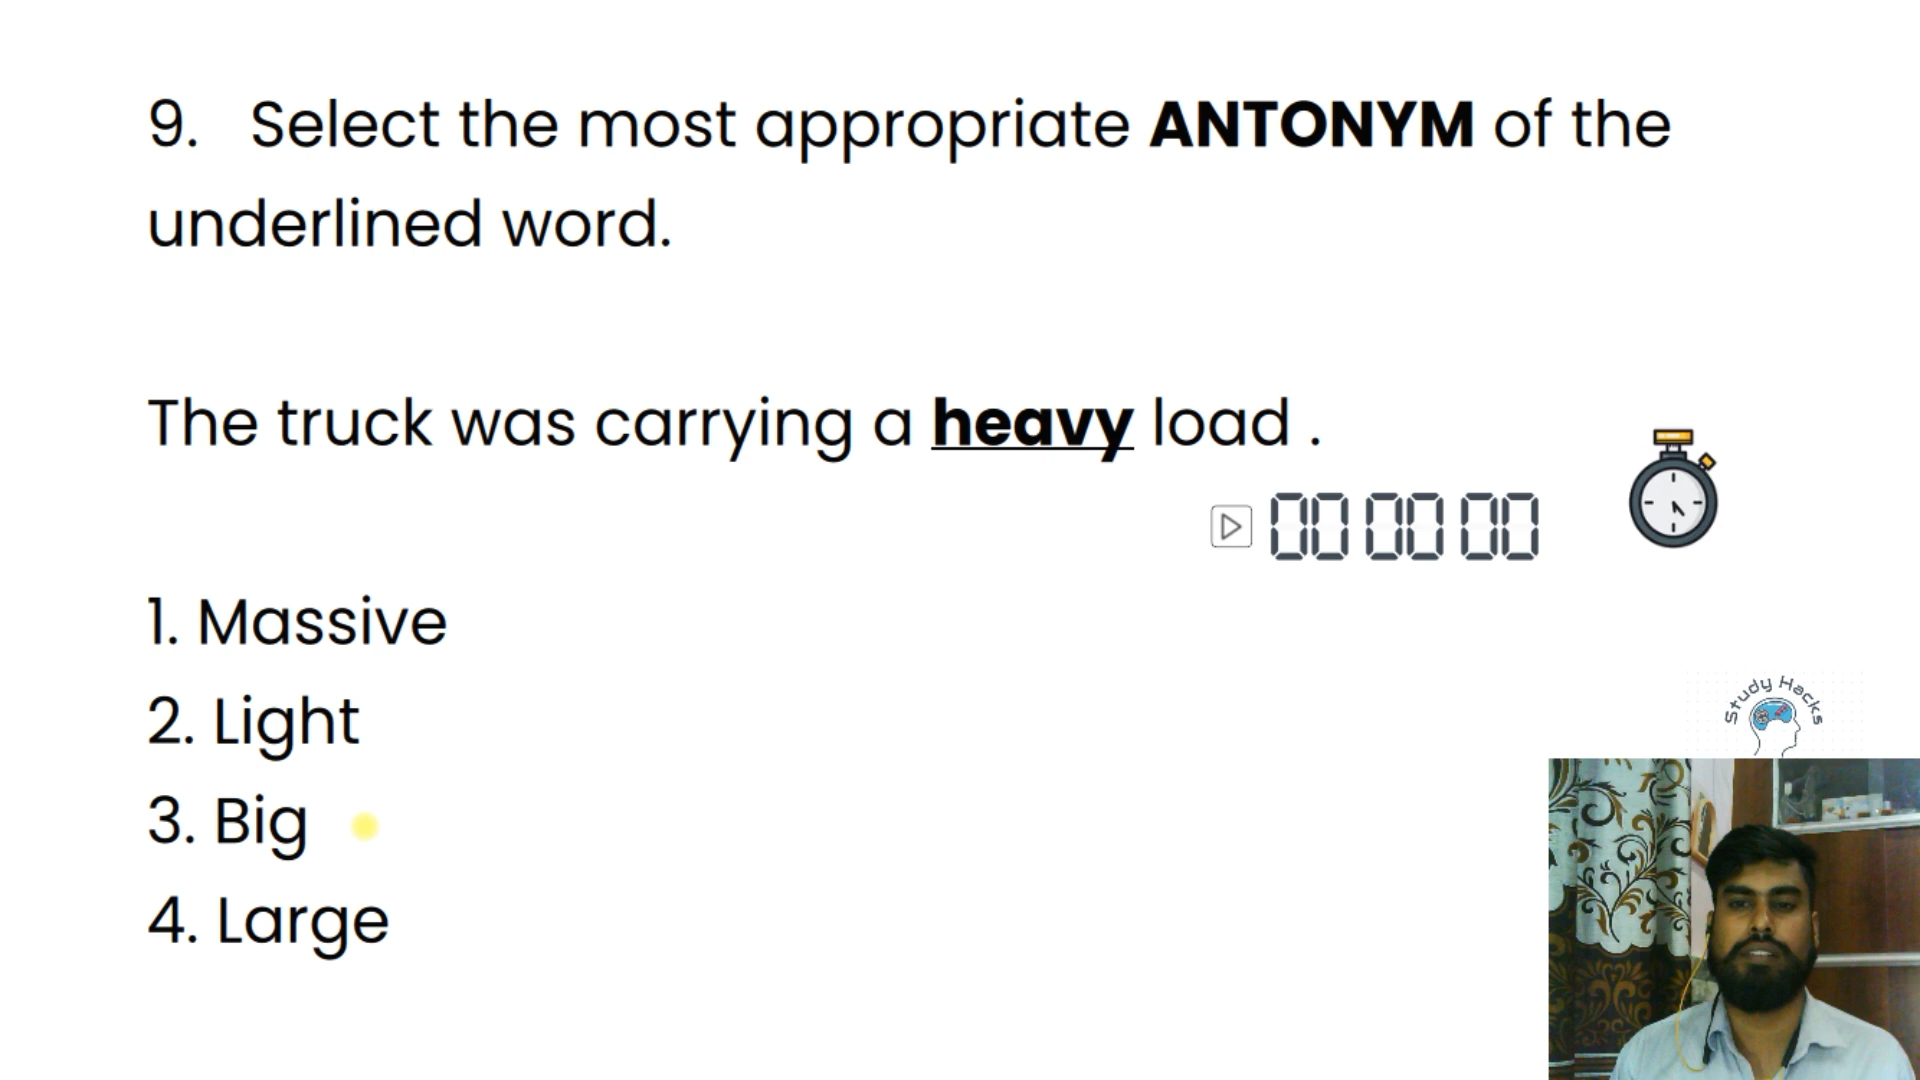 9. Select the most appropriate ANTONYM of the
underlined word.
The truck was carrying a heavy load .
00 00 00
1. Massive
2. Light
3. Big
4. Large
Study Hacks